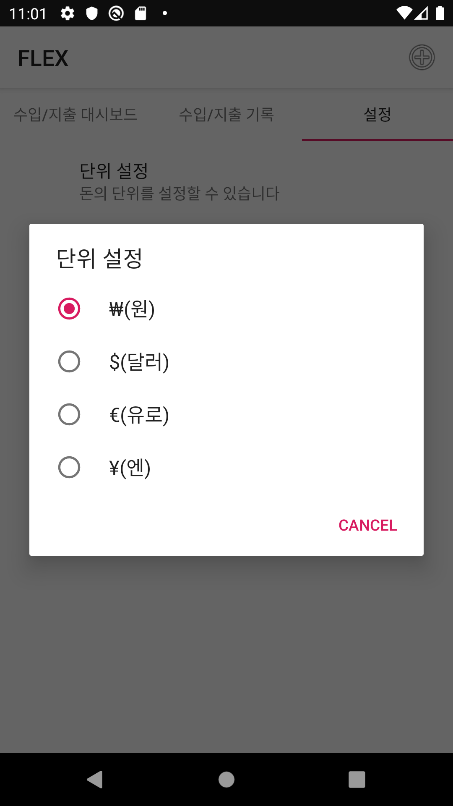 11:01
FLEX
수입/지출 대시보드
수입/지출 기록
설정
단위 설정
돈의 단위를 설정할 수 있습니다
단위 설정
₩(원)
$(달러)
€(유로)
¥(엔)
CANCEL